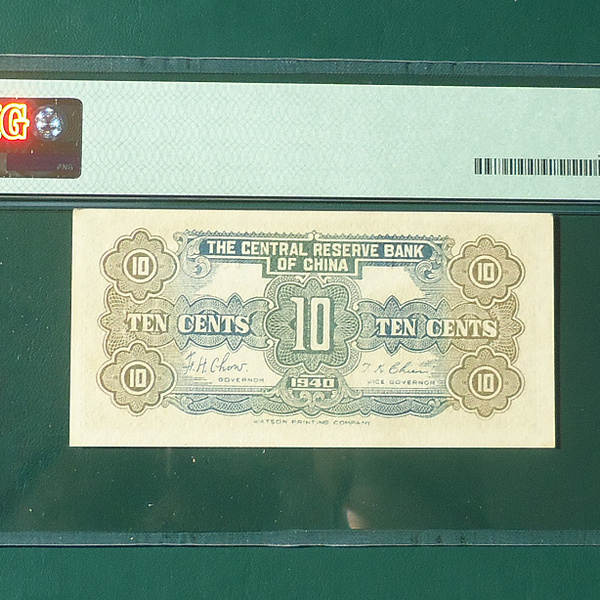 THE CENTRAL RESERVE BANK
OF CHINA
10
10
TEN CENTS
10
TEN CENTS
F.H. Chow.
GOVERNOR
VICE GOVERNOR
10
1940
10
WATSON PRINTING COMPANY